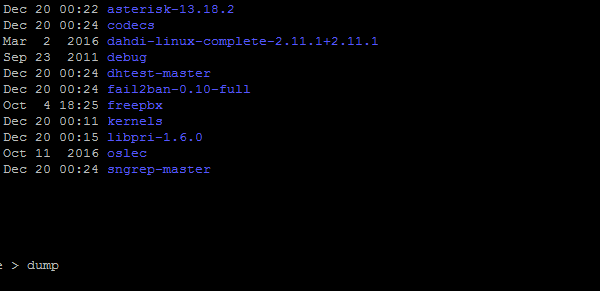 Dec 20 00:22 asterisk-13.18.2
Dec 20 00:24 codecs
Mar  2  2016 dahdi-linux-complete-2.11.1+2.11.1
Sep 23  2011 debug
Dec 20 00:24 dhtest-master
Dec 20 00:24 fail2ban-0.10-full
Oct  4 18:25 freepbx
Dec 20 00:11 kernels
Dec 20 00:15 libpri-1.6.0
Oct 11  2016 oslec
Dec 20 00:24 sngrep-master
e > dump